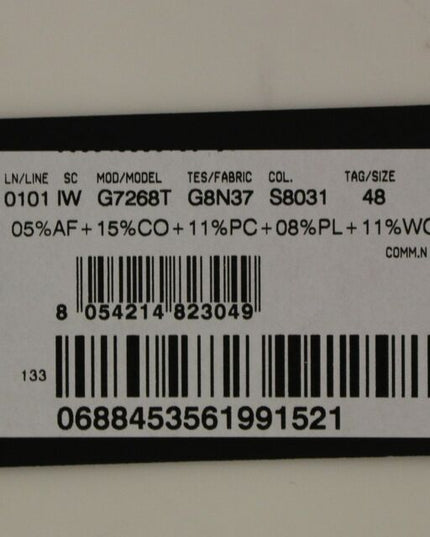 LN/LINE SC MOD/MODEL TES/FABRIC COL. TAG/SIZE
0101 IW G7268T G8N37 S8031 48
05%AF+15%CO+11%PC+08%PL+11%WO
COMM.N
8 054214 823049
133
0688453561991521